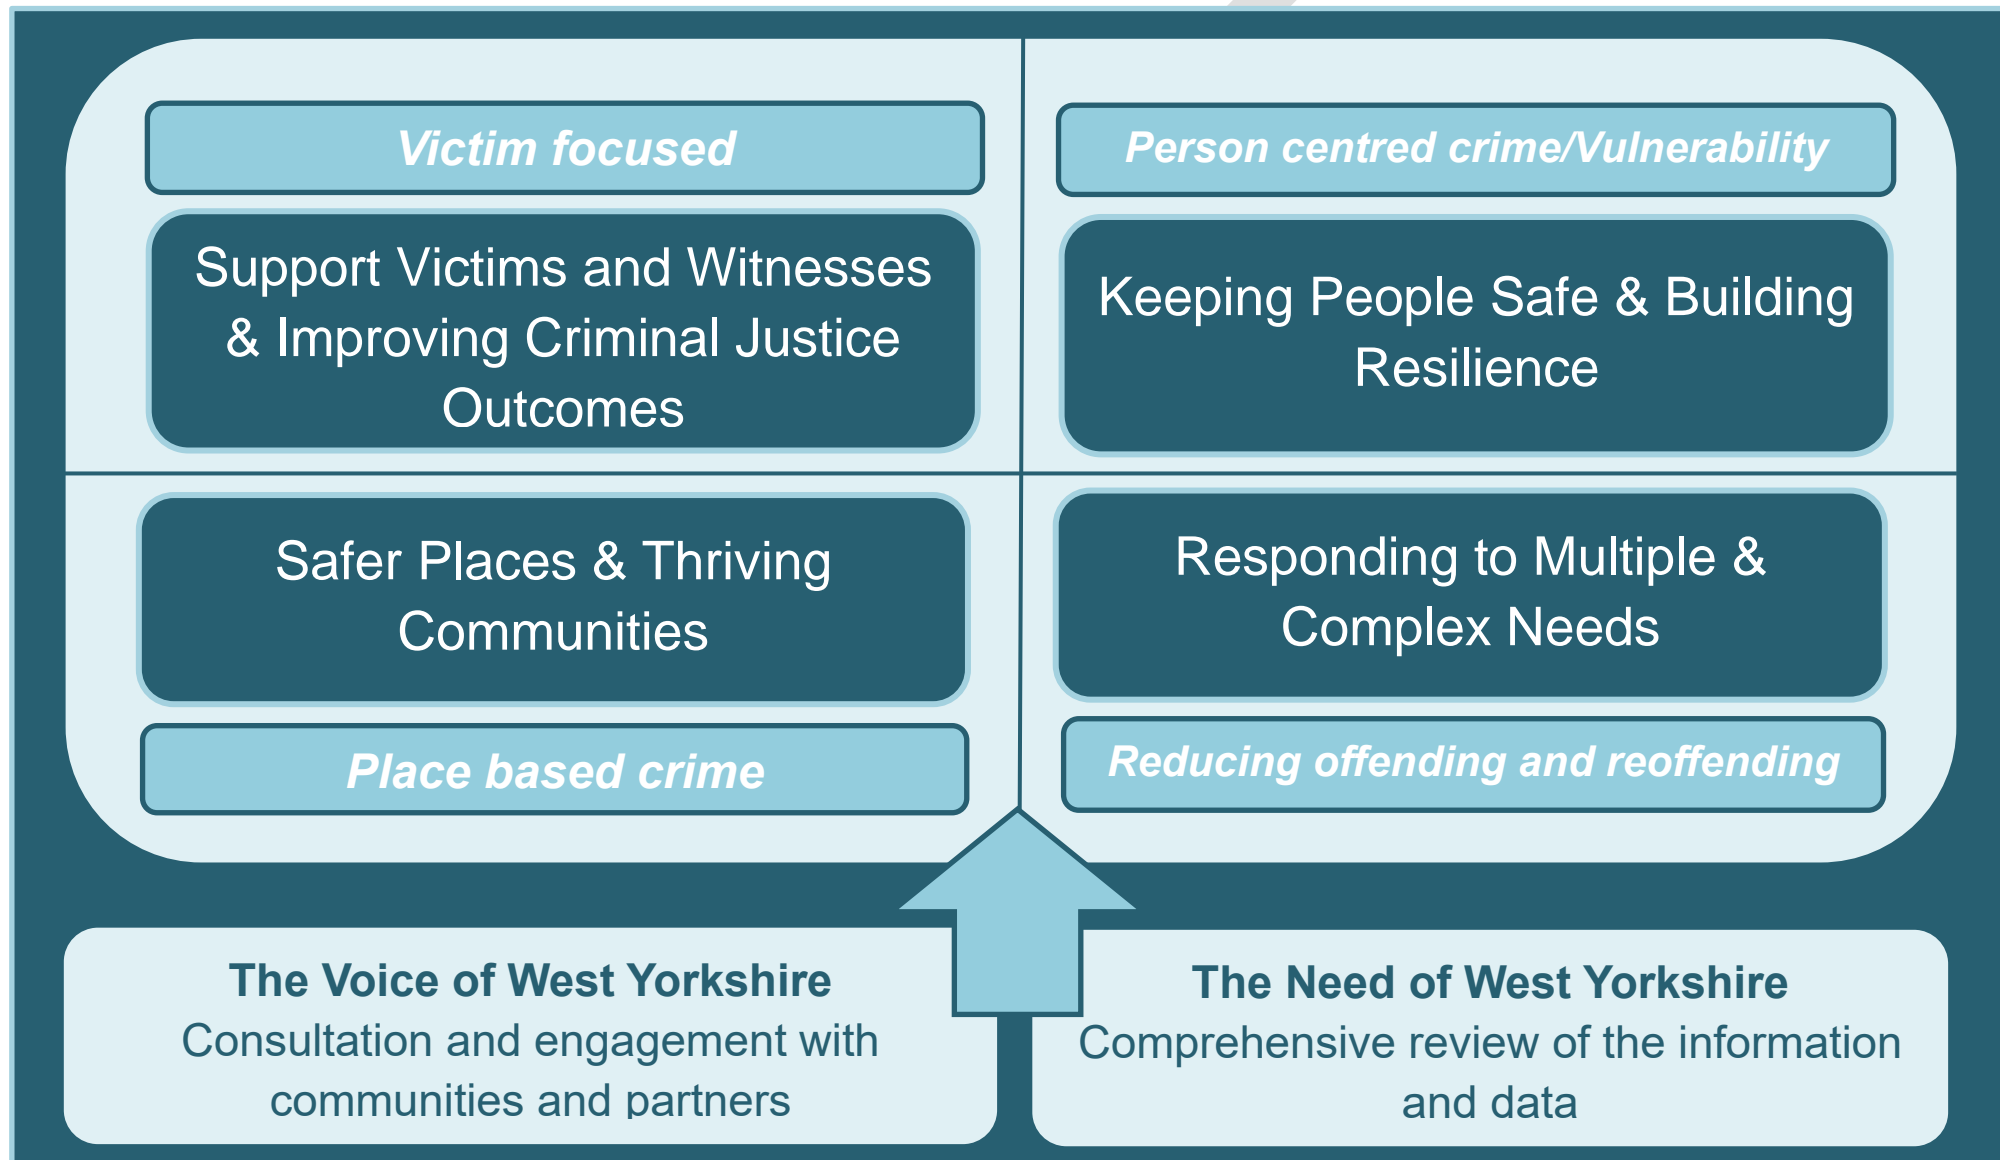 Victim focused
Support Victims and Witnesses
& Improving Criminal Justice
Outcomes
Person centred crime/Vulnerability
Keeping People Safe & Building
Resilience
Safer Places & Thriving
Communities
Place based crime
Responding to Multiple &
Complex Needs
Reducing offending and reoffending
The Voice of West Yorkshire
Consultation and engagement with
communities and partners
The Need of West Yorkshire
Comprehensive review of the information
and data